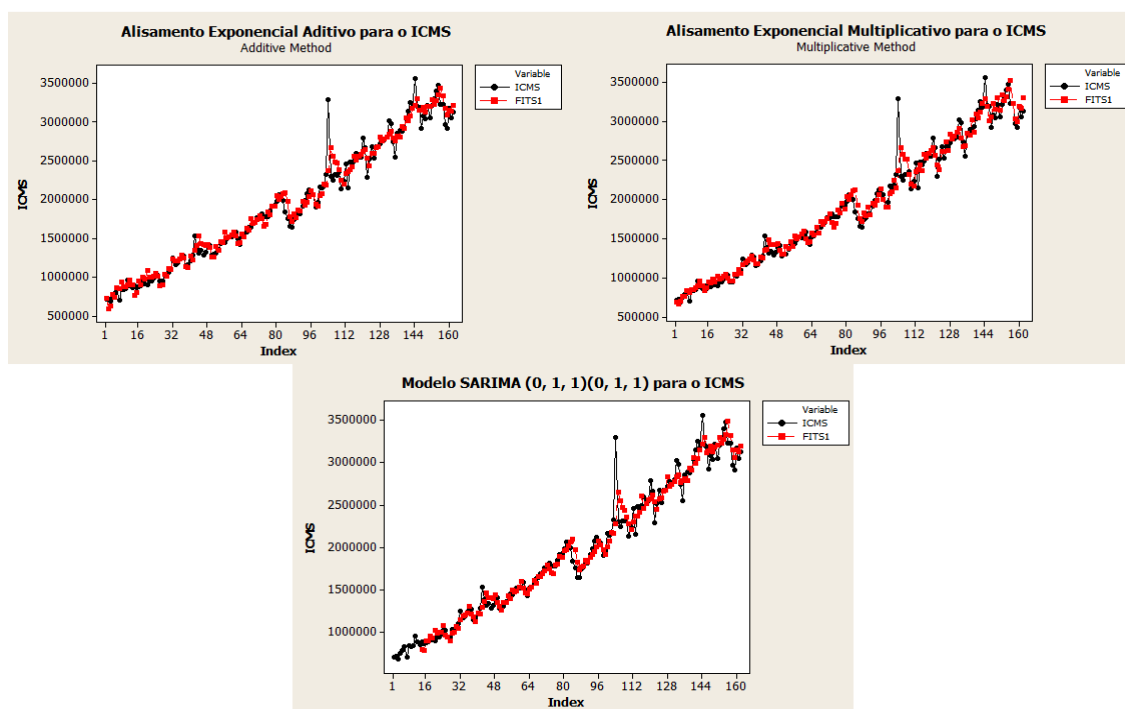 Alisamento Exponencial Aditivo para o ICMS
Additive Method
3500000
3000000
2500000
2000000
1500000
1000000
500000
ICMS
1 16 32 48 64 80 96 112 128 144 160
Index
Variable
ICMS
FITS1
Alisamento Exponencial Multiplicativo para o ICMS
Multiplicative Method
3500000
3000000
2500000
2000000
1500000
1000000
500000
ICMS
1 16 32 48 64 80 96 112 128 144 160
Index
Variable
ICMS
FITS1
Modelo SARIMA (0, 1, 1)(0, 1, 1) para o ICMS
3500000
3000000
2500000
2000000
1500000
1000000
ICMS
1 16 32 48 64 80 96 112 128 144 160
Index
Variable
ICMS
FITS1